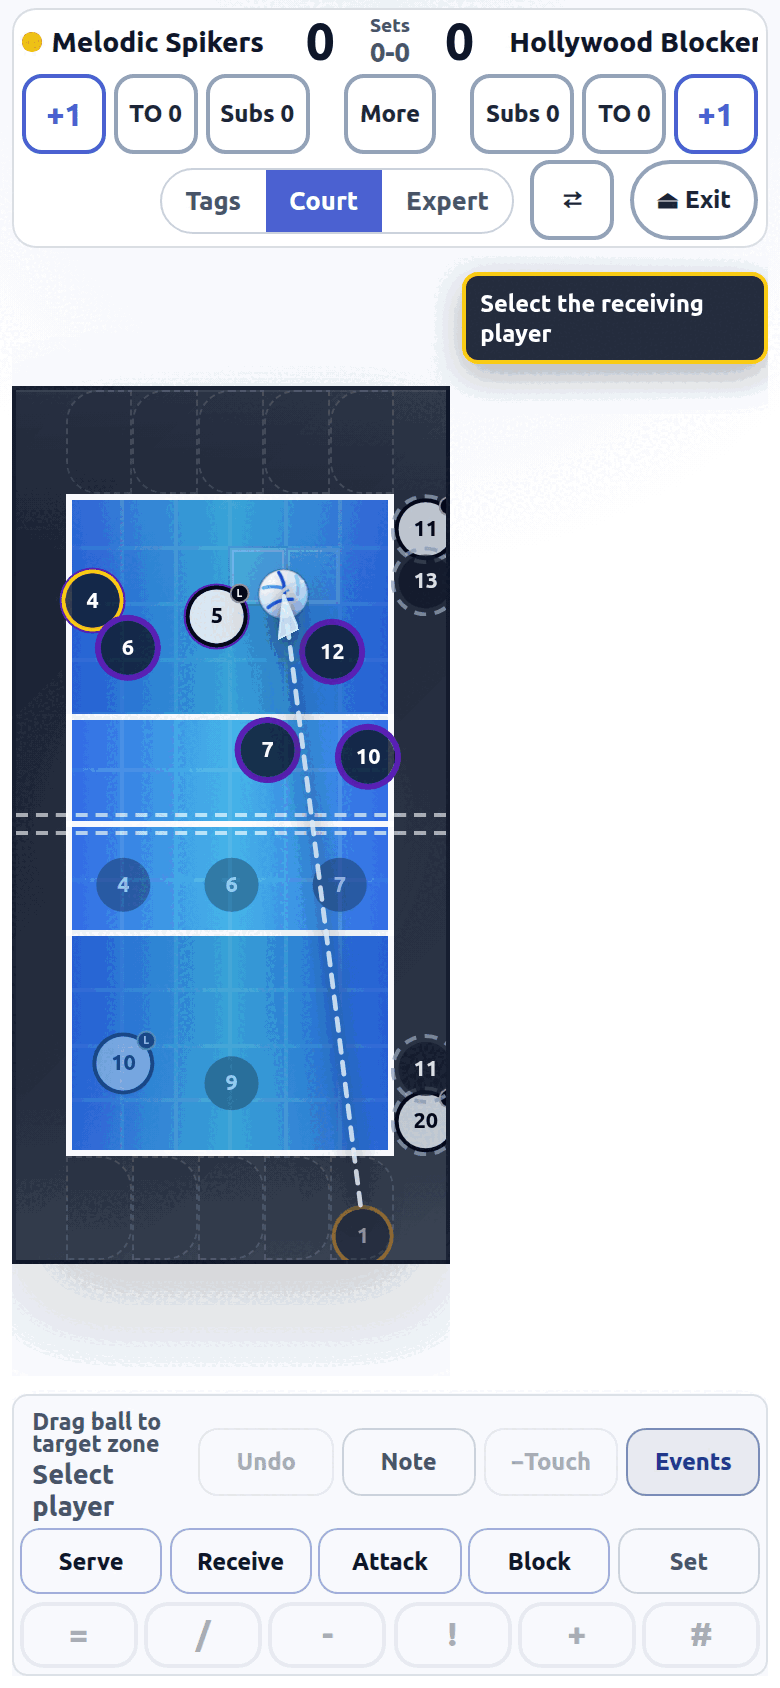 Melodic Spikers 0 Sets 0-0 0 Hollywood Blocker
+1 TO 0 Subs 0 More Subs 0 TO 0 +1
Tags Court Expert ⇄ ⏏ Exit
Select the receiving
player
11
13
4
5 L
6
12
7
10
4 6 7
10 L
9
11
20
1
Drag ball to
target zone
Select
player
Undo Note −Touch Events
Serve Receive Attack Block Set
= / - ! + #